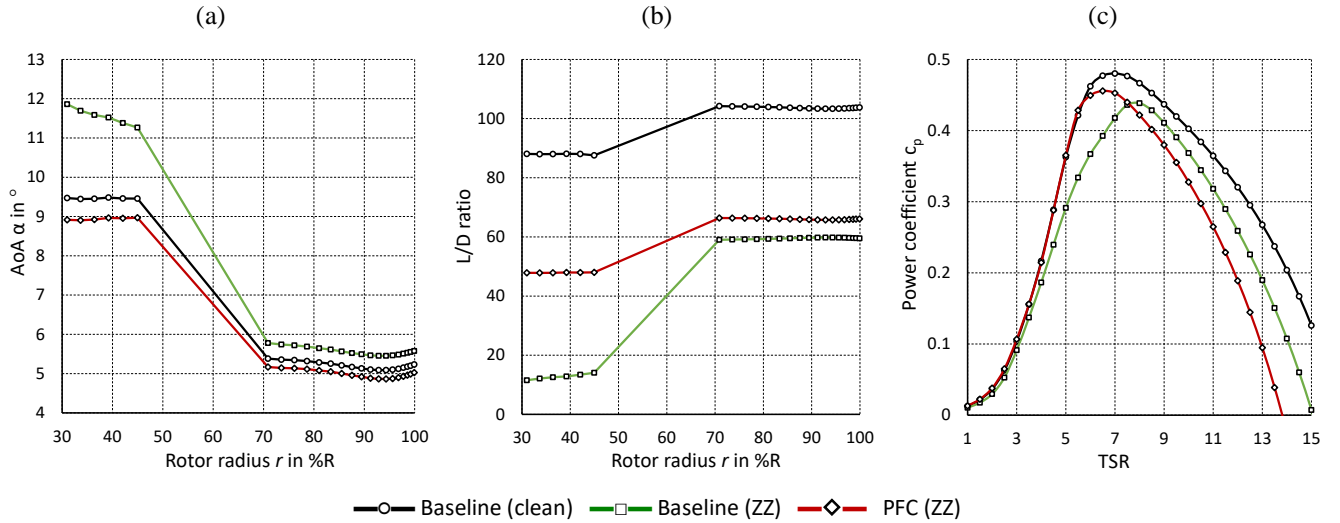 (a)
13
12
11
10
9
8
7
6
5
4
AoA α in °
30 40 50 60 70 80 90 100
Rotor radius r in %R
(b)
120
100
80
60
40
20
0
L/D ratio
30 40 50 60 70 80 90 100
Rotor radius r in %R
(c)
0.5
0.4
0.3
0.2
0.1
0
Power coefficient cp
1 3 5 7 9 11 13 15
TSR
Baseline (clean) Baseline (ZZ) PFC (ZZ)